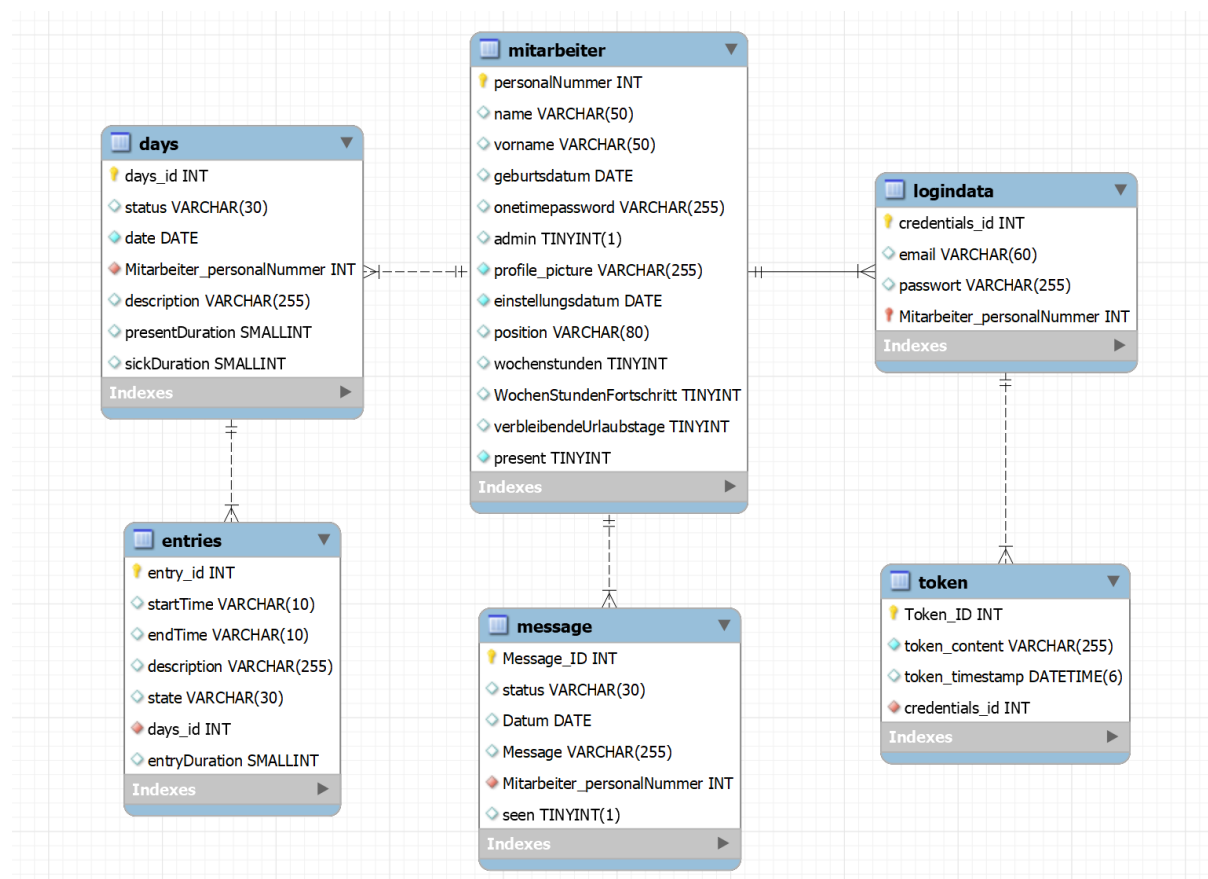 mitarbeiter
personalNummer INT
name VARCHAR(50)
vorname VARCHAR(50)
geburtsdatum DATE
onetimepassword VARCHAR(255)
admin TINYINT(1)
profile_picture VARCHAR(255)
einstellungsdatum DATE
position VARCHAR(80)
wochenstunden TINYINT
WochenStundenFortschritt TINYINT
verbleibendeUrlaubstage TINYINT
present TINYINT
Indexes
days
days_id INT
status VARCHAR(30)
date DATE
Mitarbeiter_personalNummer INT
description VARCHAR(255)
presentDuration SMALLINT
sickDuration SMALLINT
Indexes
logindata
credentials_id INT
email VARCHAR(60)
passwort VARCHAR(255)
Mitarbeiter_personalNummer INT
Indexes
entries
entry_id INT
startTime VARCHAR(10)
endTime VARCHAR(10)
description VARCHAR(255)
state VARCHAR(30)
days_id INT
entryDuration SMALLINT
Indexes
message
Message_ID INT
status VARCHAR(30)
Datum DATE
Message VARCHAR(255)
Mitarbeiter_personalNummer INT
seen TINYINT(1)
Indexes
token
Token_ID INT
token_content VARCHAR(255)
token_timestamp DATETIME(6)
credentials_id INT
Indexes